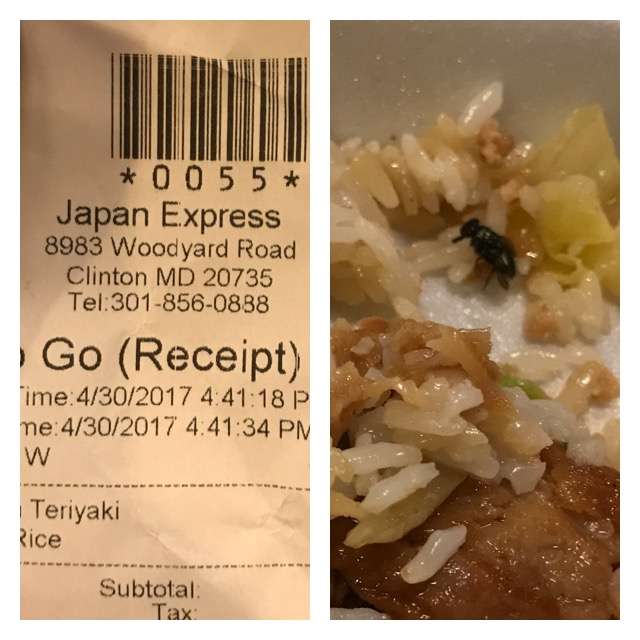 *0055*
Japan Express
8983 Woodyard Road
Clinton MD 20735
Tel:301-856-0888
Go (Receipt)
ime:4/30/2017 4:41:18 P
me:4/30/2017 4:41:34 PM
W
Teriyaki
Rice
Subtotal:
Tax: